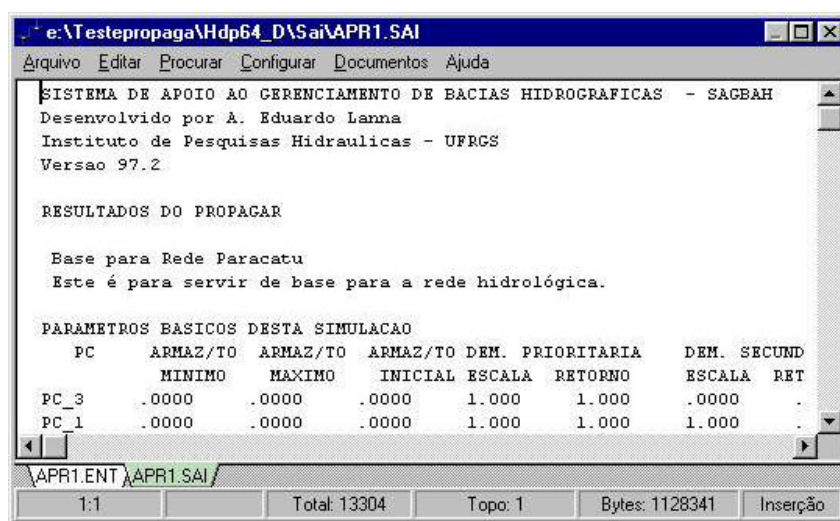 e:\Testepropaga\Hdp64_D\Sai\APR1.SAI
Arquivo Editar Procurar Configurar Documentos Ajuda
SISTEMA DE APOIO AO GERENCIAMENTO DE BACIAS HIDROGRAFICAS - SAGBAH
Desenvolvido por A. Eduardo Lanna
Instituto de Pesquisas Hidraulicas - UFRGS
Versao 97.2
RESULTADOS DO PROPAGAR
Base para Rede Paracatu
Este é para servir de base para a rede hidrológica.
PARAMETROS BASICOS DESTA SIMULACAO
PC ARMAZ/TO ARMAZ/TO ARMAZ/TO DEM. PRIORITARIA DEM. SECUND
MINIMO MAXIMO INICIAL ESCALA RETORNO ESCALA RET
PC_3 .0000 .0000 .0000 1.000 1.000 .0000 .
PC_1 .0000 .0000 .0000 1.000 1.000 1.000 .
APR1.ENT APR1.SAI
1:1 Total: 13304 Topo: 1 Bytes: 1128341 Inserção